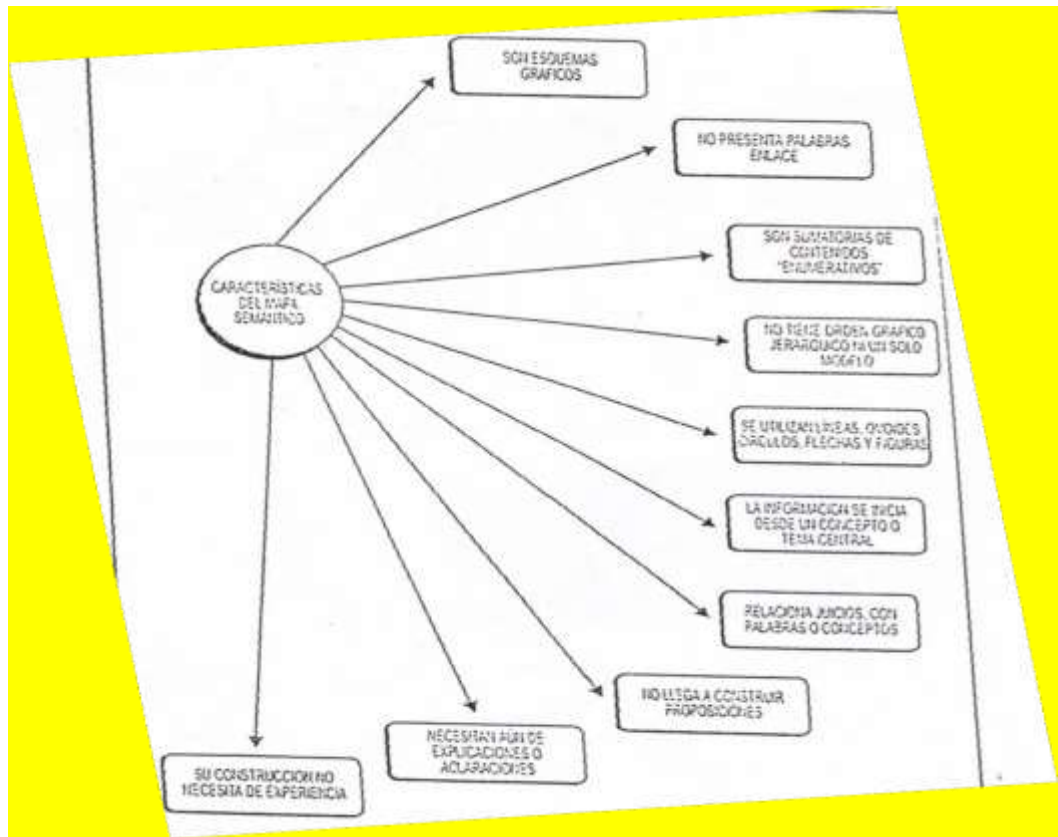 SON ESQUEMAS
GRAFICOS
NO PRESENTA PALABRAS
ENLACE
SON SUMATORIAS DE
CONTENIDOS
"ENUMERATIVOS"
CARACTERÍSTICAS
DEL MAPA
SEMANTICO
NO TIENE ORDEN GRAFICO
JERARQUICO NI UN SOLO
MODELO
SE UTILIZAN LÍNEAS, OVOIDES
CIRCULOS, FLECHAS Y FIGURAS
LA INFORMACION SE INICIA
DESDE UN CONCEPTO O
TEMA CENTRAL
RELACIONA JUICIOS, CON
PALABRAS O CONCEPTOS
NO LLEGA A CONSTRUIR
PROPOSICIONES
NECESITAN AÚN DE
EXPLICACIONES O
ACLARACIONES
SU CONSTRUCCION NO
NECESITA DE EXPERIENCIA